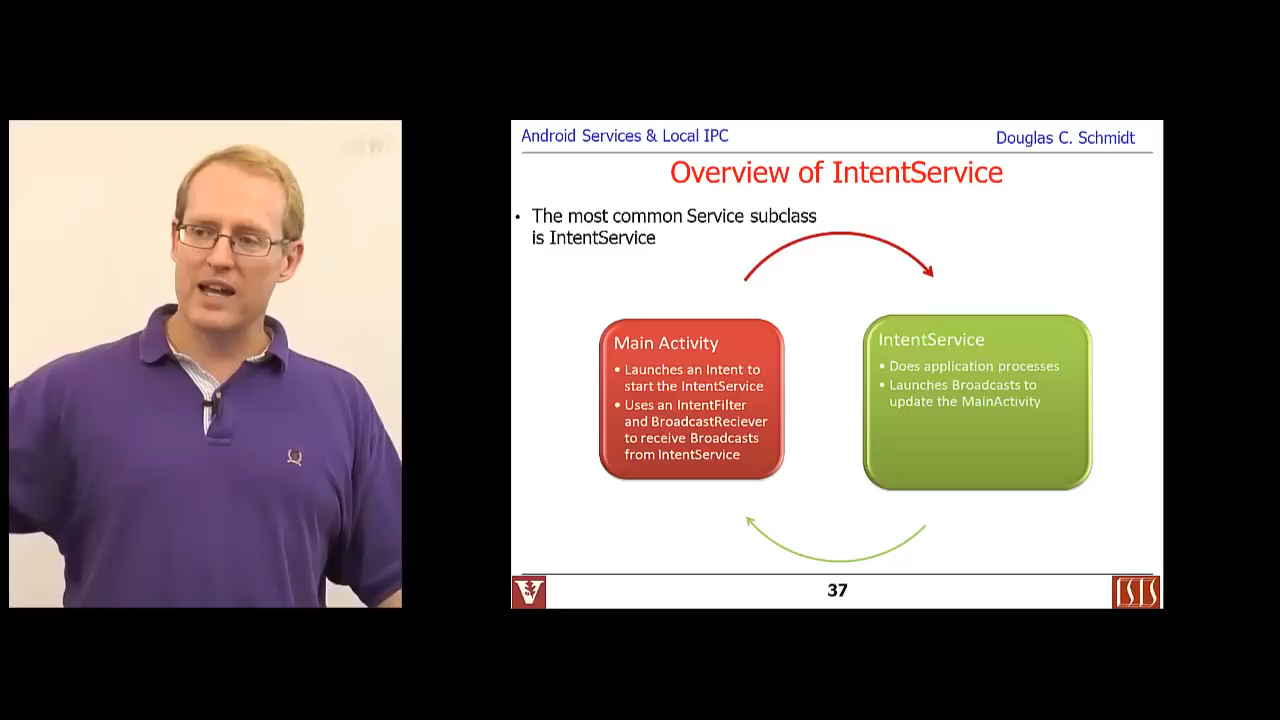 Android Services & Local IPC
Douglas C. Schmidt
Overview of IntentService
• The most common Service subclass
is IntentService
Main Activity
• Launches an Intent to
start the IntentService
• Uses an IntentFilter
and BroadcastReciever
to receive Broadcasts
from IntentService
IntentService
• Does application processes
• Launches Broadcasts to
update the MainActivity
V
37
ISIS